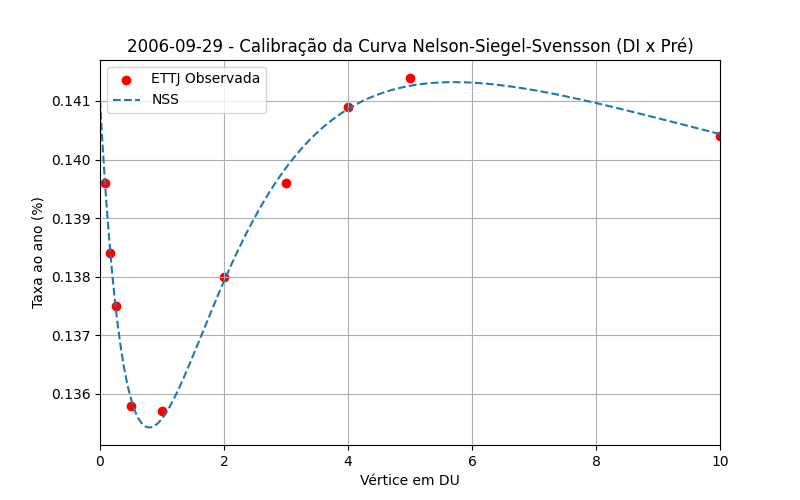 2006-09-29 - Calibração da Curva Nelson-Siegel-Svensson (DI x Pré)
ETTJ Observada
NSS
Taxa ao ano (%)
0.141
0.140
0.139
0.138
0.137
0.136
0 2 4 6 8 10
Vértice em DU